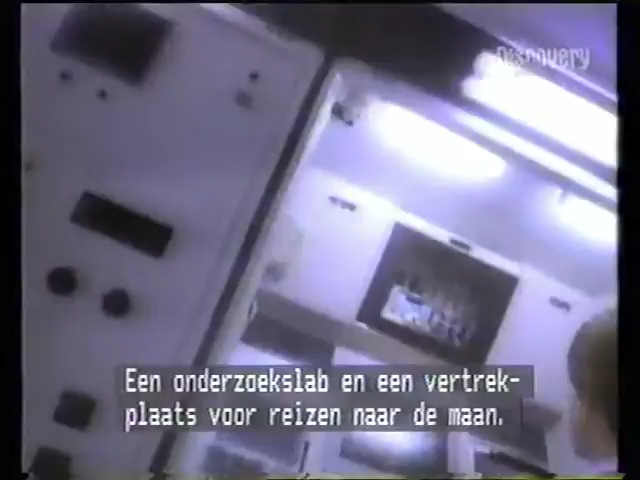 Discovery
Een onderzoekslab en een vertrek-
plaats voor reizen naar de maan.